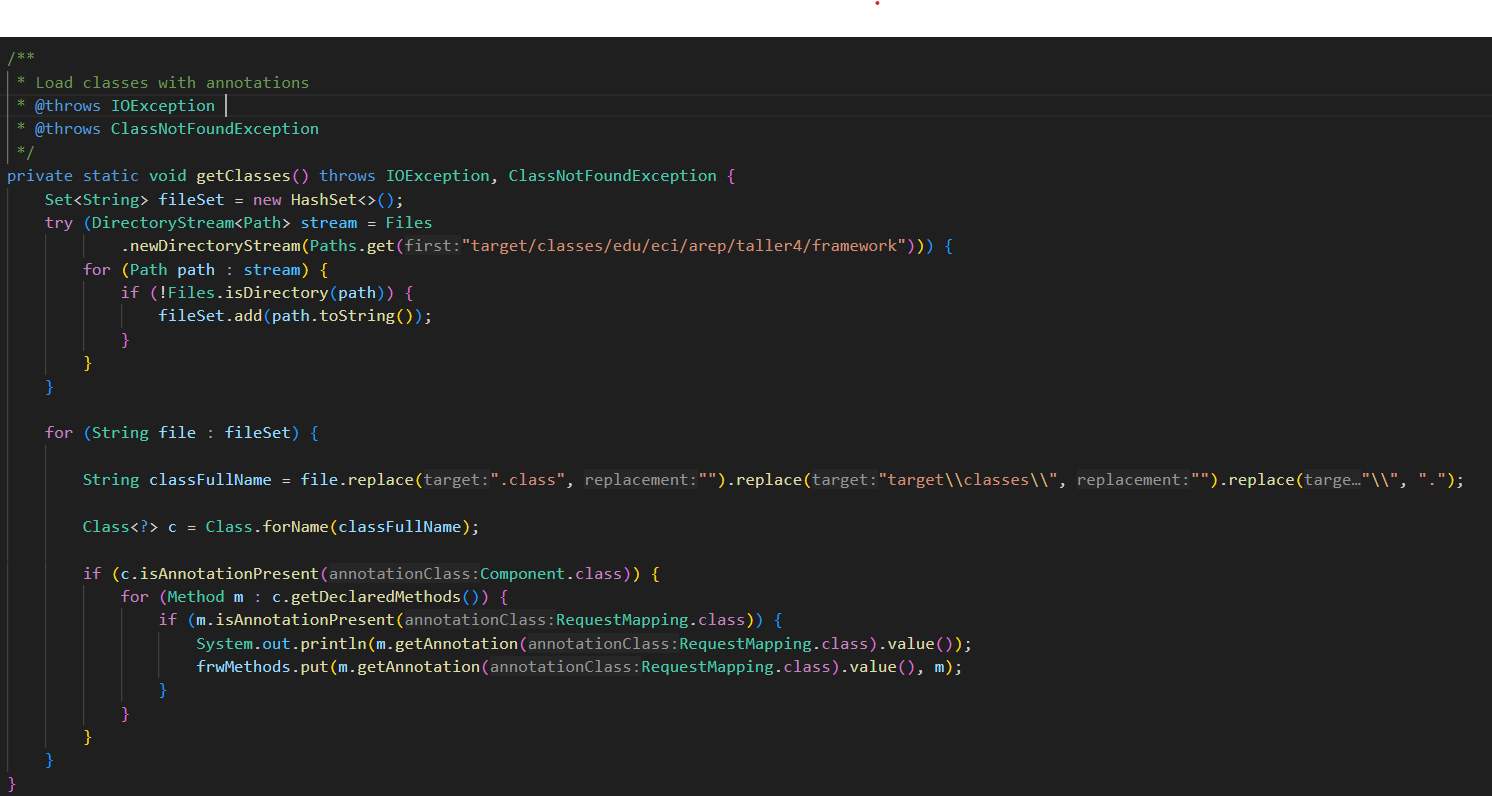 /**
 * Load classes with annotations
 * @throws IOException
 * @throws ClassNotFoundException
 */
private static void getClasses() throws IOException, ClassNotFoundException {
    Set<String> fileSet = new HashSet<>();
    try (DirectoryStream<Path> stream = Files
            .newDirectoryStream(Paths.get(first:"target/classes/edu/eci/arep/taller4/framework"))) {
        for (Path path : stream) {
            if (!Files.isDirectory(path)) {
                fileSet.add(path.toString());
            }
        }
    }
    for (String file : fileSet) {
        String classFullName = file.replace(target:".class", replacement:"").replace(target:"target\\classes\\", replacement:"").replace(targe…"\\", ".");
        Class<?> c = Class.forName(classFullName);
        if (c.isAnnotationPresent(annotationClass:Component.class)) {
            for (Method m : c.getDeclaredMethods()) {
                if (m.isAnnotationPresent(annotationClass:RequestMapping.class)) {
                    System.out.println(m.getAnnotation(annotationClass:RequestMapping.class).value());
                    frwMethods.put(m.getAnnotation(annotationClass:RequestMapping.class).value(), m);
                }
            }
        }
    }
}